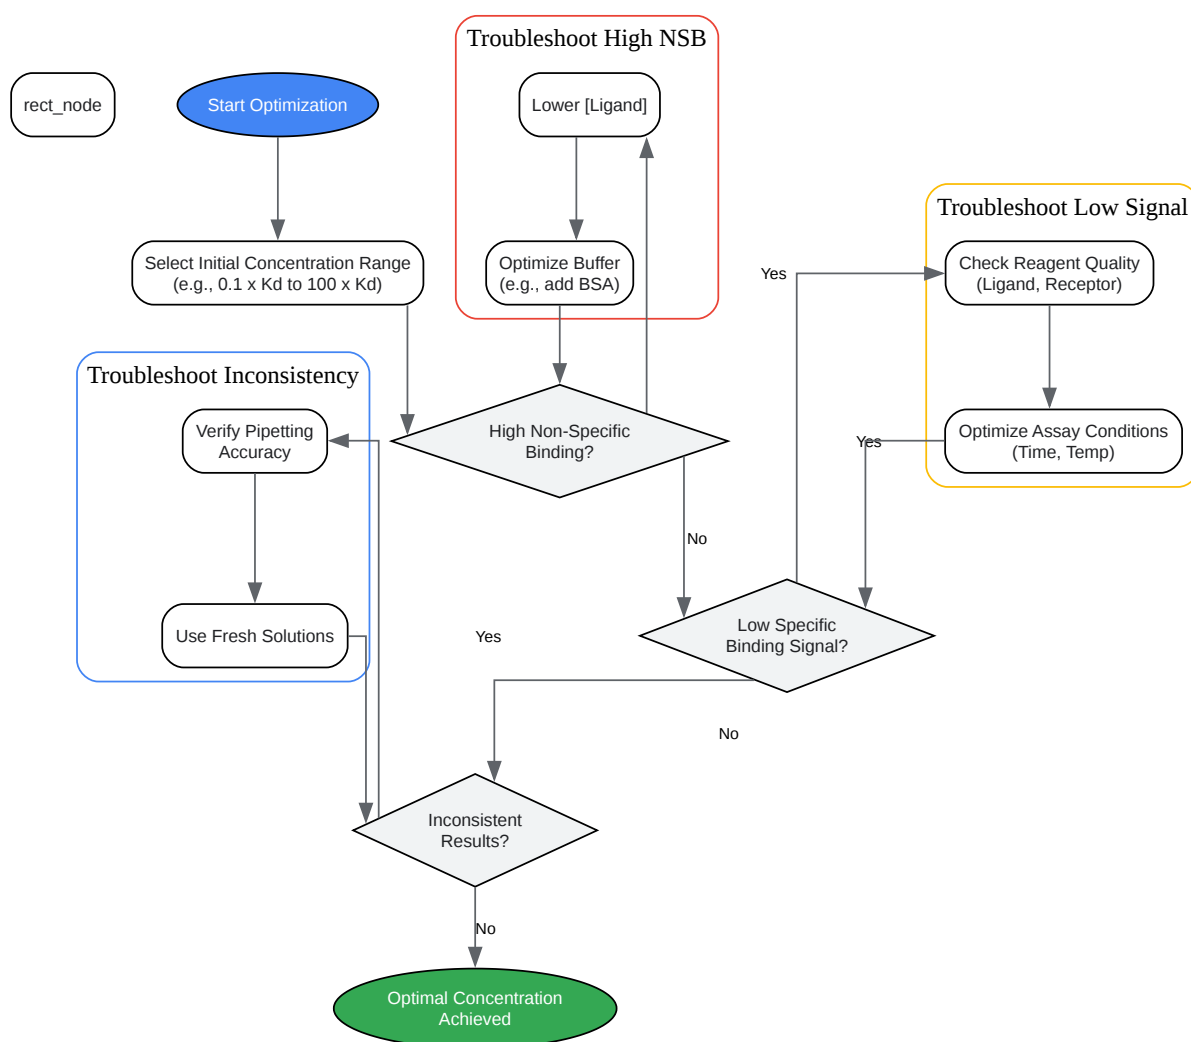 Troubleshoot High NSB
rect_node
Start Optimization
Lower [Ligand]
Troubleshoot Low Signal
Select Initial Concentration Range
(e.g., 0.1 x Kd to 100 x Kd)
Optimize Buffer
(e.g., add BSA)
Yes
Check Reagent Quality
(Ligand, Receptor)
Troubleshoot Inconsistency
Verify Pipetting
Accuracy
High Non-Specific
Binding?
Yes
Optimize Assay Conditions
(Time, Temp)
No
Use Fresh Solutions
Yes
Low Specific
Binding Signal?
No
Inconsistent
Results?
No
Optimal Concentration
Achieved